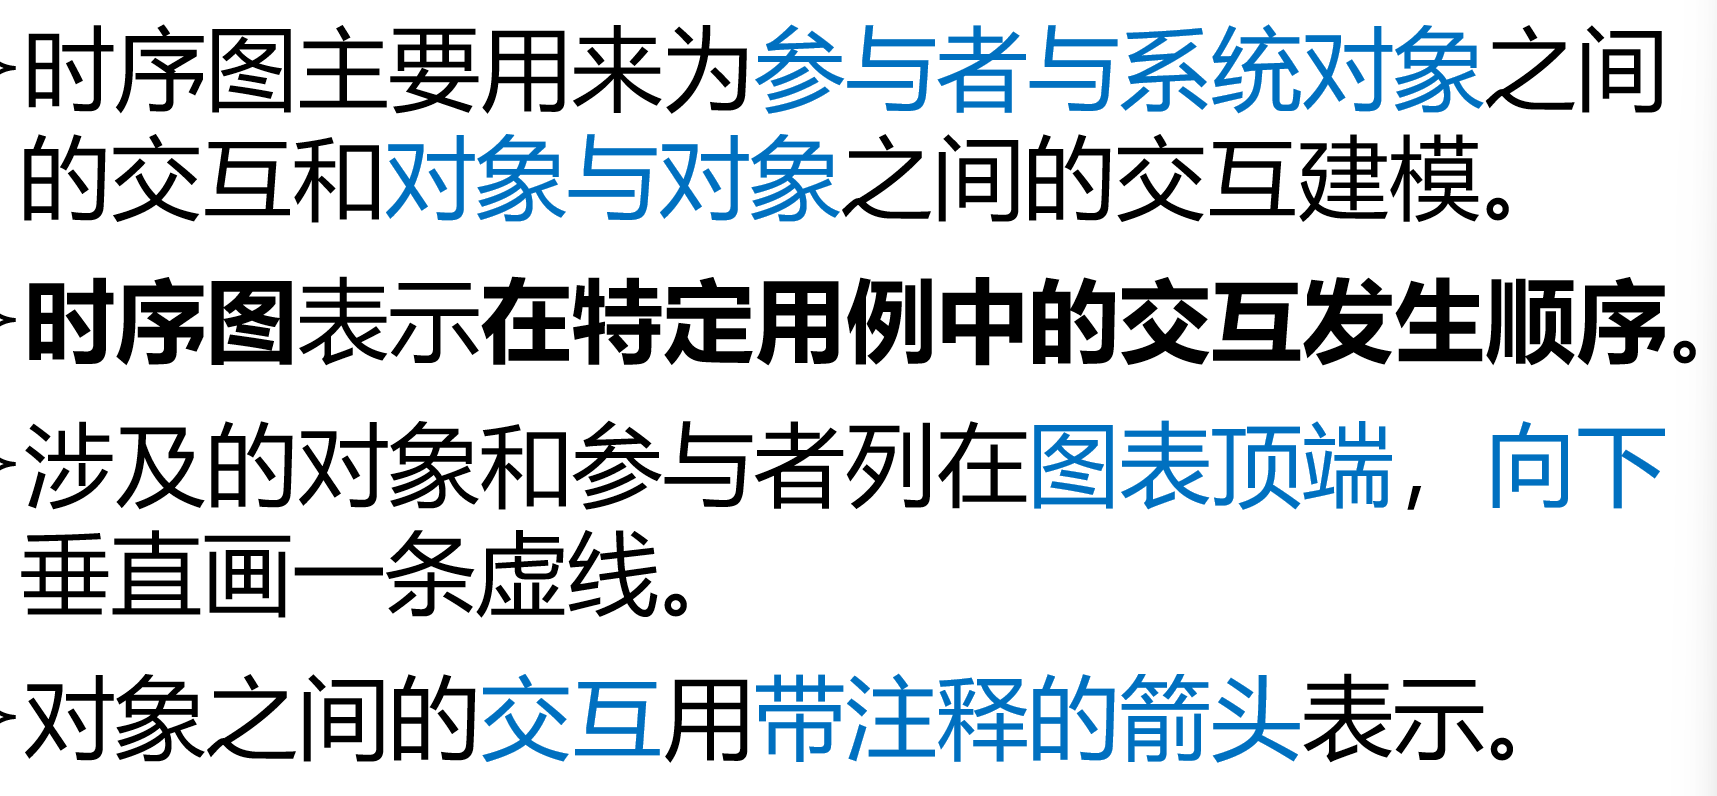 时序图主要用来为参与者与系统对象之间
的交互和对象与对象之间的交互建模。
时序图表示在特定用例中的交互发生顺序。
涉及的对象和参与者列在图表顶端，向下
垂直画一条虚线。
对象之间的交互用带注释的箭头表示。